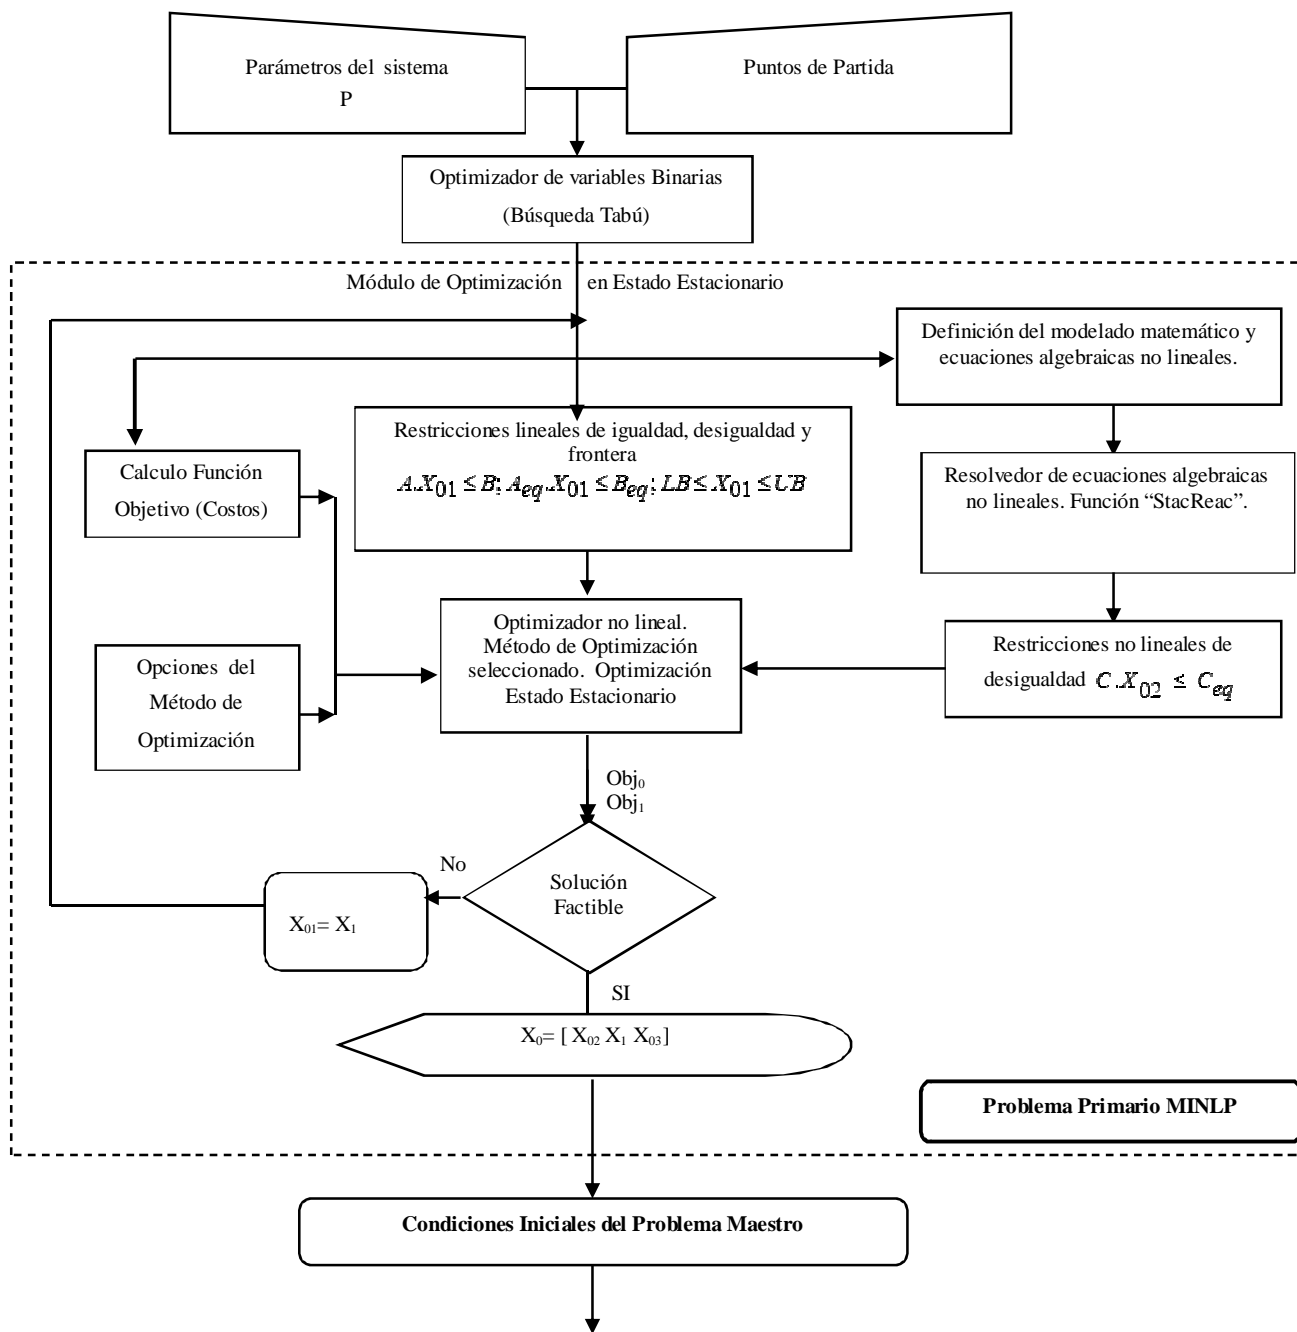 Parámetros del sistema
P
Puntos de Partida
Optimizador de variables Binarias
(Búsqueda Tabú)
Módulo de Optimización en Estado Estacionario
Definición del modelado matemático y
ecuaciones algebraicas no lineales.
Restricciones lineales de igualdad, desigualdad y
frontera
A.X01 ≤ B; Aeq.X01 ≤ Beq; LB ≤ X01 ≤ UB
Calculo Función
Objetivo (Costos)
Resolvedor de ecuaciones algebraicas
no lineales. Función “StacReac”.
Optimizador no lineal.
Método de Optimización
seleccionado. Optimización
Estado Estacionario
Restricciones no lineales de
desigualdad C.X02 ≤ Ceq
Opciones del
Método de
Optimización
Obj0
Obj1
No
Solución
Factible
X01= X1
SI
X0= [ X02 X1 X03]
Problema Primario MINLP
Condiciones Iniciales del Problema Maestro